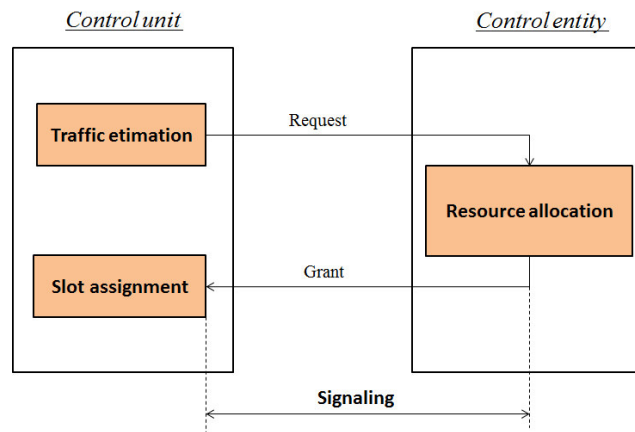 Control unit
Control entity
Traffic etimation
Request
Resource allocation
Slot assignment
Grant
Signaling